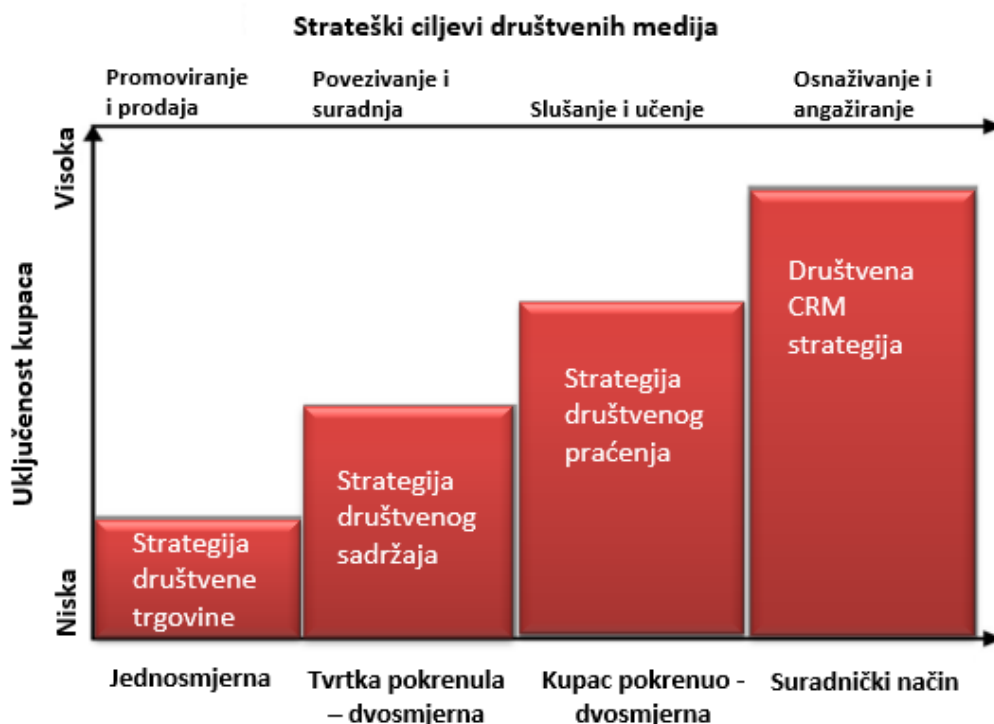 Strateški ciljevi društvenih medija
Promoviranje
i prodaja
Povezivanje i
suradnja
Slušanje i učenje
Osnaživanje i
angažiranje
Visoka
Uključenost kupaca
Niska
Strategija
društvene
trgovine
Strategija
društvenog
sadržaja
Strategija
društvenog
praćenja
Društvena
CRM
strategija
Jednosmjerna
Tvrtka pokrenula
– dvosmjerna
Kupac pokrenuo -
dvosmjerna
Suradnički način